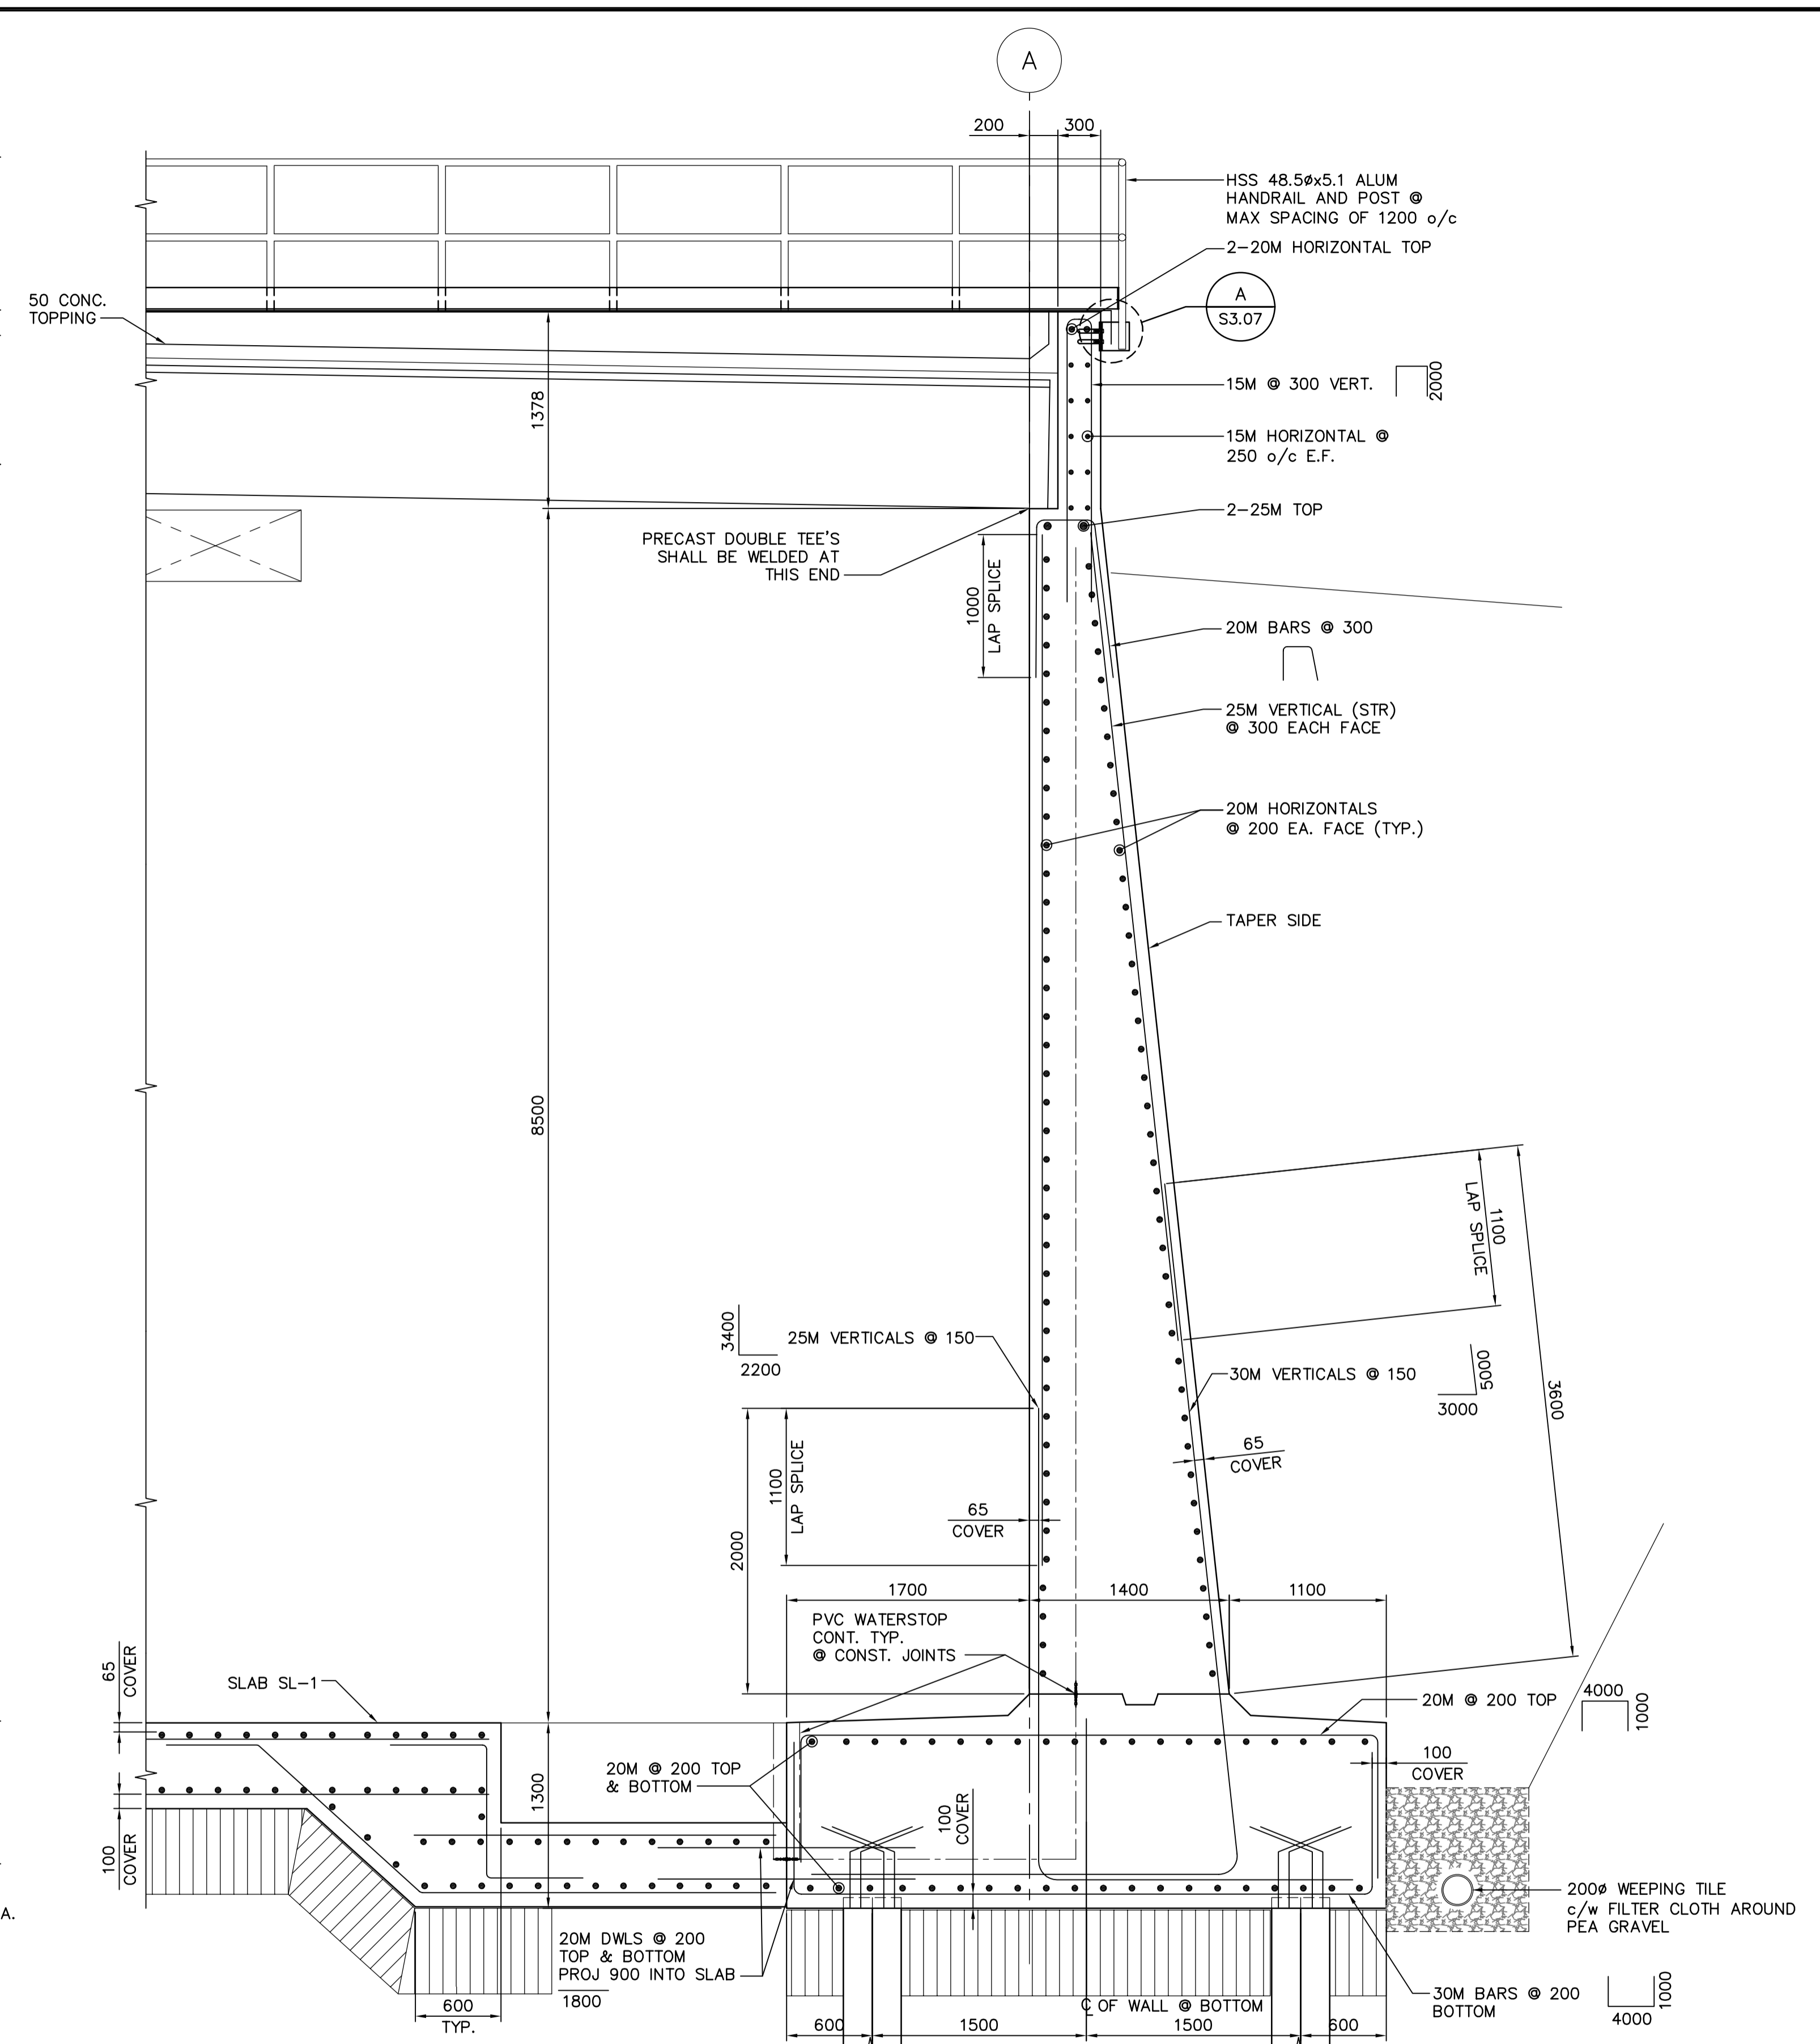 A
200
300
HSS 48.5øx5.1 ALUM
HANDRAIL AND POST @
MAX SPACING OF 1200 o/c
2-20M HORIZONTAL TOP
50 CONC.
TOPPING
A
S3.07
15M @ 300 VERT.
2000
1378
15M HORIZONTAL @
250 o/c E.F.
2-25M TOP
PRECAST DOUBLE TEE'S
SHALL BE WELDED AT
THIS END
1000
LAP SPLICE
20M BARS @ 300
25M VERTICAL (STR)
@ 300 EACH FACE
20M HORIZONTALS
@ 200 EA. FACE (TYP.)
TAPER SIDE
8500
1100
LAP SPLICE
3600
3400
2200
25M VERTICALS @ 150
30M VERTICALS @ 150
5000
3000
65
COVER
1100
LAP SPLICE
2000
65
COVER
1700
1400
1100
PVC WATERSTOP
CONT. TYP.
@ CONST. JOINTS
65
COVER
SLAB SL-1
20M @ 200 TOP
4000
1000
100
COVER
20M @ 200 TOP
& BOTTOM
1300
100
COVER
100
COVER
A.
200ø WEEPING TILE
c/w FILTER CLOTH AROUND
PEA GRAVEL
20M DWLS @ 200
TOP & BOTTOM
PROJ 900 INTO SLAB
1800
600
TYP.
30M BARS @ 200
BOTTOM
1000
4000
℄ OF WALL @ BOTTOM
600
1500
1500
600